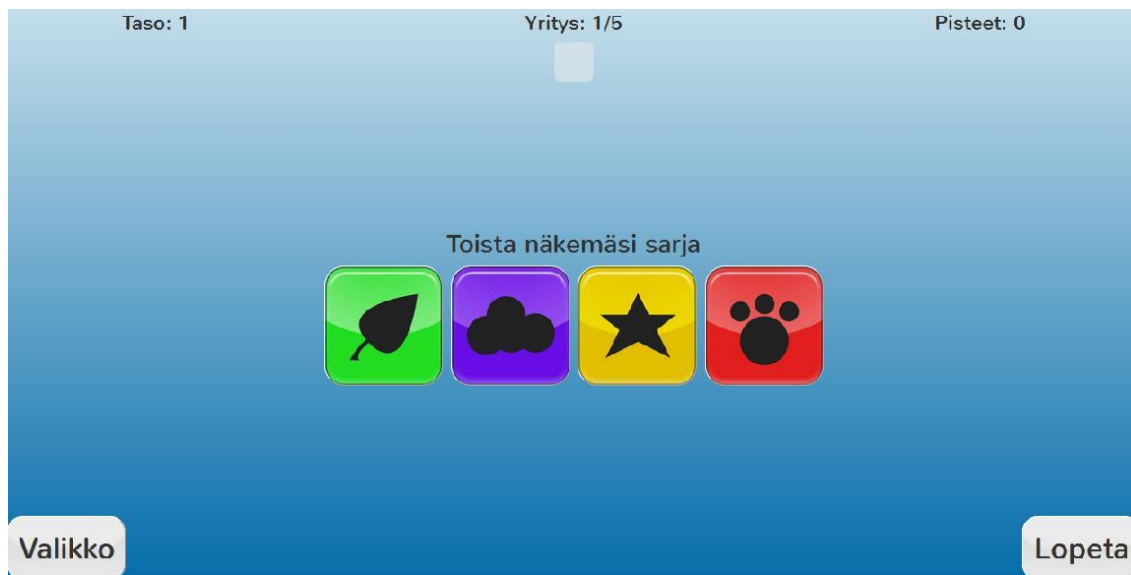 Taso: 1
Yritys: 1/5
Pisteet: 0
Toista näkemäsi sarja
Valikko
Lopeta